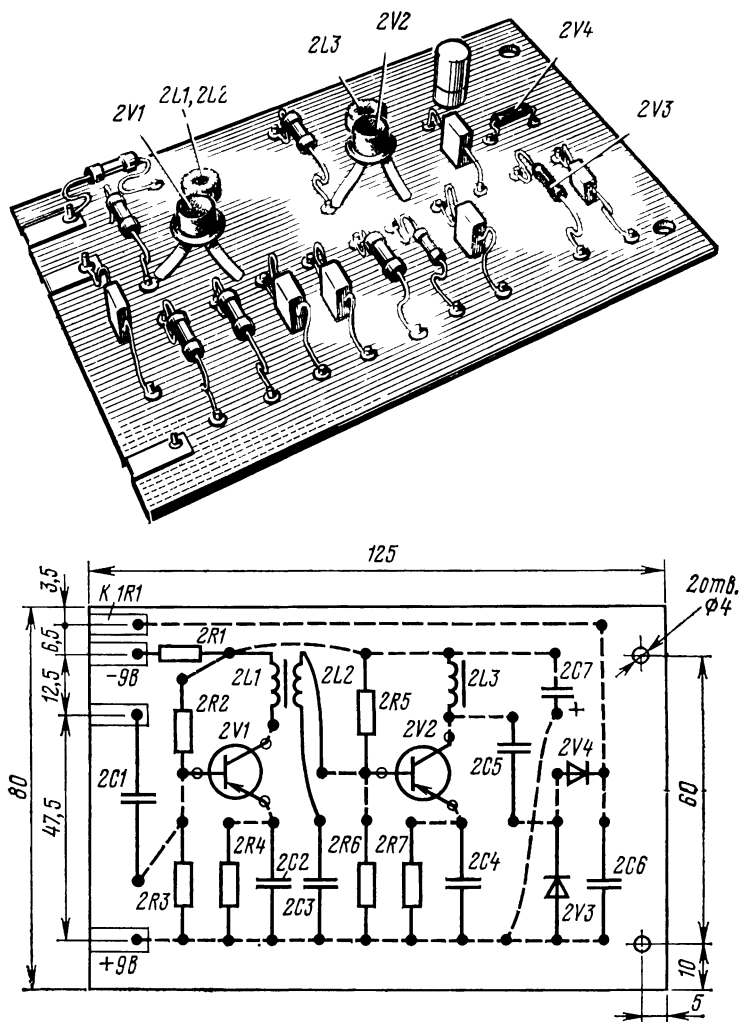 2V2
2L3
2V4
2L1, 2L2
2V1
2V3
125
3,5
К 1R1
2отв.
ф4
6,5
2R1
-9В
12,5
2L1
2L2
2L3
2C7
+
2R2
2R5
2V1
2V2
2V4
2C5
80
2C1
47,5
60
2R4
2R6
2R7
2C2
2C4
2C6
2R3
2C3
2V3
+9В
10
5